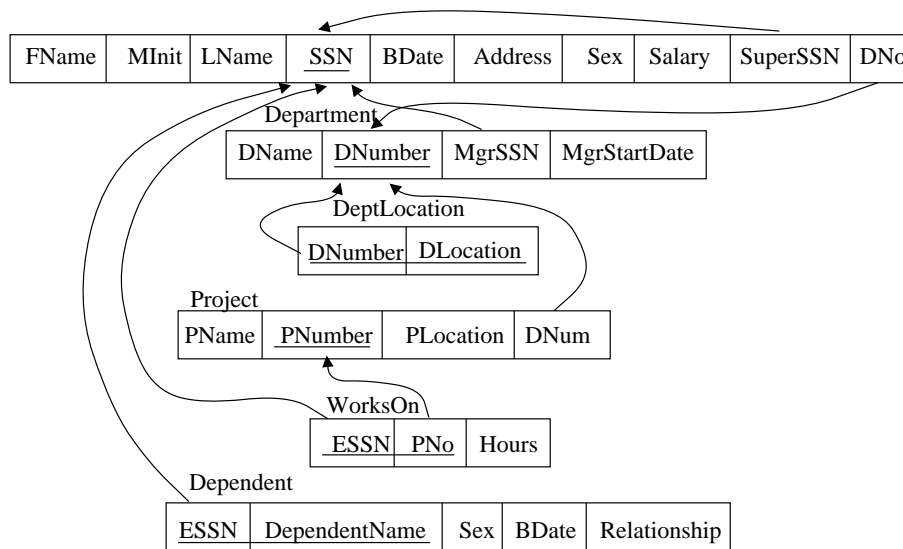 FName MInit LName SSN BDate Address Sex Salary SuperSSN DNo
Department
DName DNumber MgrSSN MgrStartDate
DeptLocation
DNumber DLocation
Project
PName PNumber PLocation DNum
WorksOn
ESSN PNo Hours
Dependent
ESSN DependentName Sex BDate Relationship